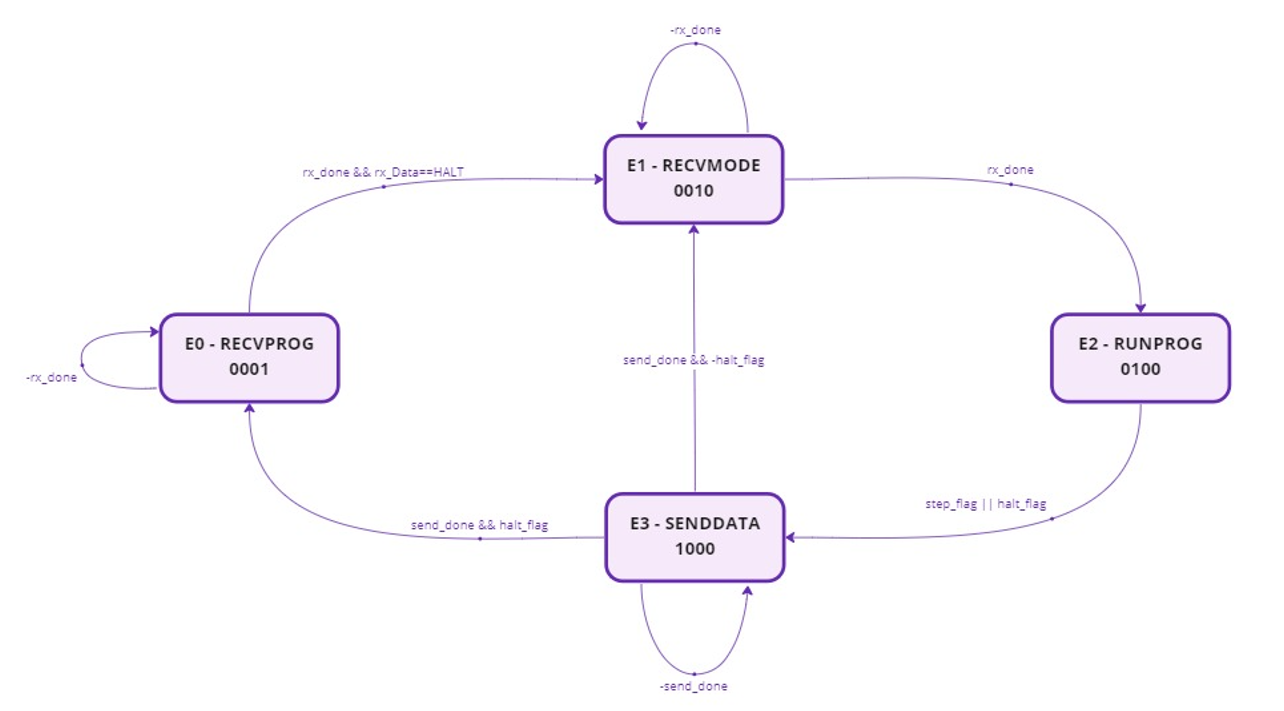 -rx_done
E1 - RECVMODE
0010
rx_done && rx_Data==HALT
rx_done
E0 - RECVPROG
0001
-rx_done
send_done && -halt_flag
E2 - RUNPROG
0100
step_flag || halt_flag
send_done && halt_flag
E3 - SENDDATA
1000
-send_done